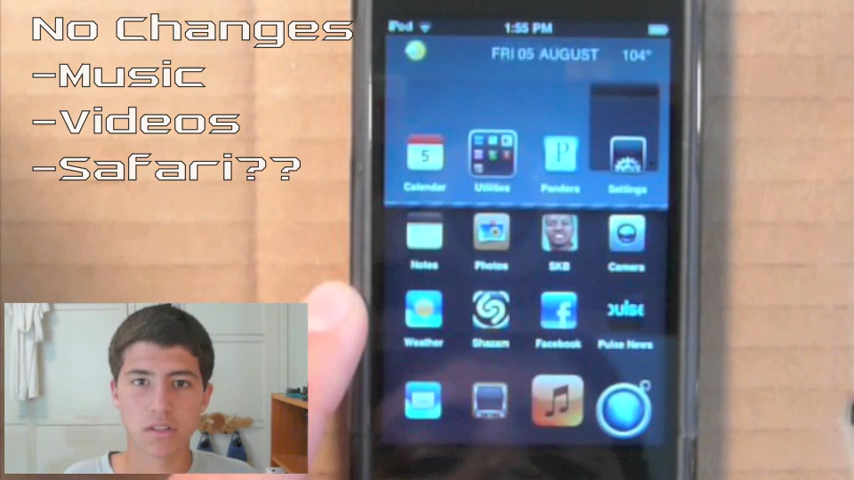 No Changes
-Music
-Videos
-Safari??
iPod 1:55 PM
FRI 05 AUGUST 104°
5
Calendar Utilities Pandora Settings
Notes Photos SKB Camera
Weather Shazam Facebook Pulse News
P
f
pulse